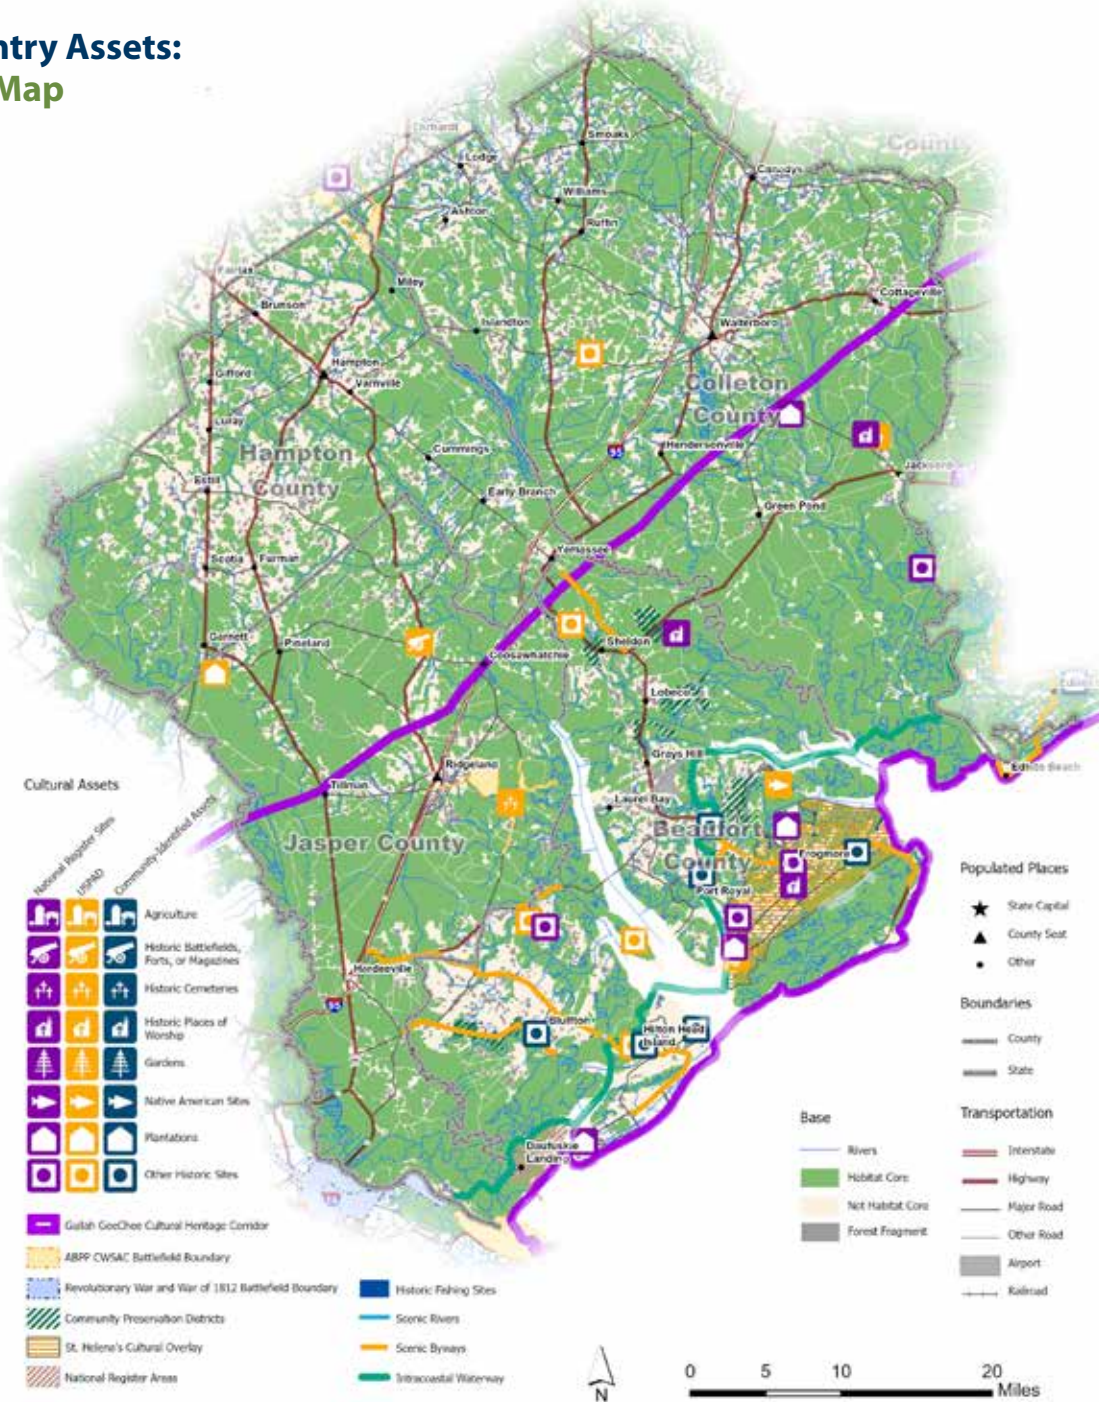 ntry Assets:
Map
County
Smoaks
Lodge
Canadys
Williams
Ashton
Ruffin
Fairfax
Miley
Cottageville
Brunson
Islandton
Walterboro
Hampton
Gifford
Varnville
Colleton
County
Luray
Hampton
County
Cummings
95
Hendersonville
Estill
Early Branch
Green Pond
Scotia
Furman
Yemassee
Garnett
Pineland
Sheldon
Coosawhatchie
Lobeco
Grays Hill
Edisto Beach
Ridgeland
Tillman
Laurel Bay
Jasper County
Beaufort
County
Frogmore
Port Royal
Hardeeville
95
Bluffton
Hilton Head
Island
Daufuskie
Landing
Cultural Assets
National Register Sites
USPAD
Community-Identified Assets
Agriculture
Historic Battlefields,
Forts, or Magazines
Historic Cemeteries
Historic Places of
Worship
Gardens
Native American Sites
Plantations
Other Historic Sites
Gullah GeeChee Cultural Heritage Corridor
ABPP CWSAC Battlefield Boundary
Revolutionary War and War of 1812 Battlefield Boundary
Community Preservation Districts
St. Helena's Cultural Overlay
National Register Areas
Historic Fishing Sites
Scenic Rivers
Scenic Byways
Intracoastal Waterway
Base
Rivers
Habitat Core
Not Habitat Core
Forest Fragment
Populated Places
State Capital
County Seat
Other
Boundaries
County
State
Transportation
Interstate
Highway
Major Road
Other Road
Airport
Railroad
N
0 5 10 20
Miles